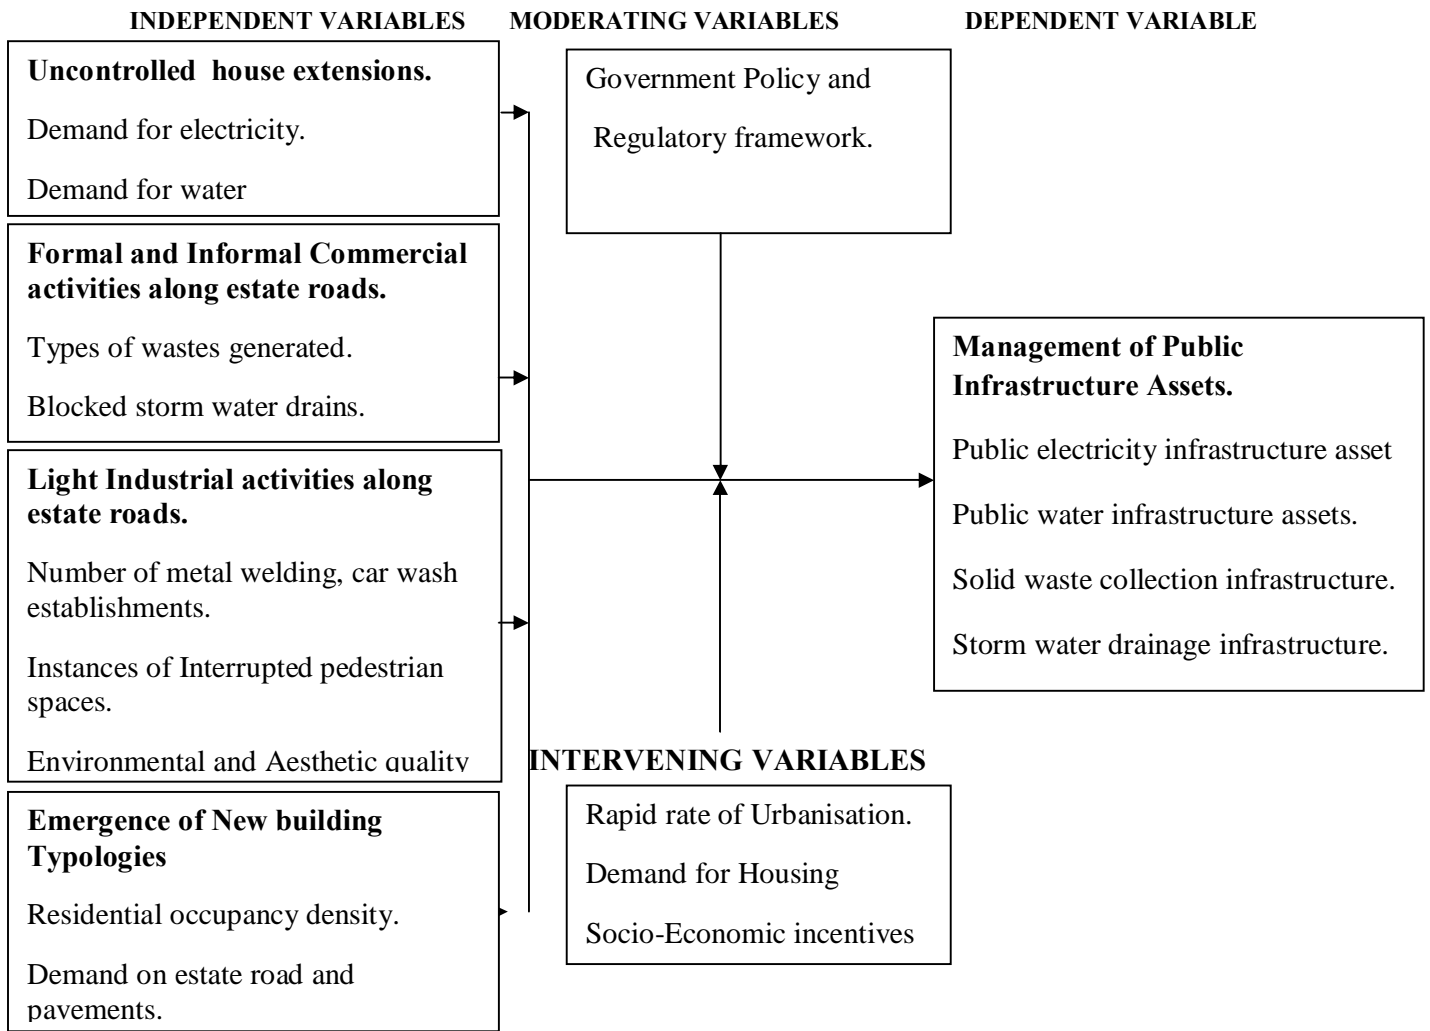 INDEPENDENT VARIABLES MODERATING VARIABLES DEPENDENT VARIABLE
Uncontrolled house extensions.
Demand for electricity.
Demand for water
Formal and Informal Commercial
activities along estate roads.
Types of wastes generated.
Blocked storm water drains.
Light Industrial activities along
estate roads.
Number of metal welding, car wash
establishments.
Instances of Interrupted pedestrian
spaces.
Environmental and Aesthetic quality
Emergence of New building
Typologies
Residential occupancy density.
Demand on estate road and
pavements.
Government Policy and
Regulatory framework.
INTERVENING VARIABLES
Rapid rate of Urbanisation.
Demand for Housing
Socio-Economic incentives
Management of Public
Infrastructure Assets.
Public electricity infrastructure asset
Public water infrastructure assets.
Solid waste collection infrastructure.
Storm water drainage infrastructure.